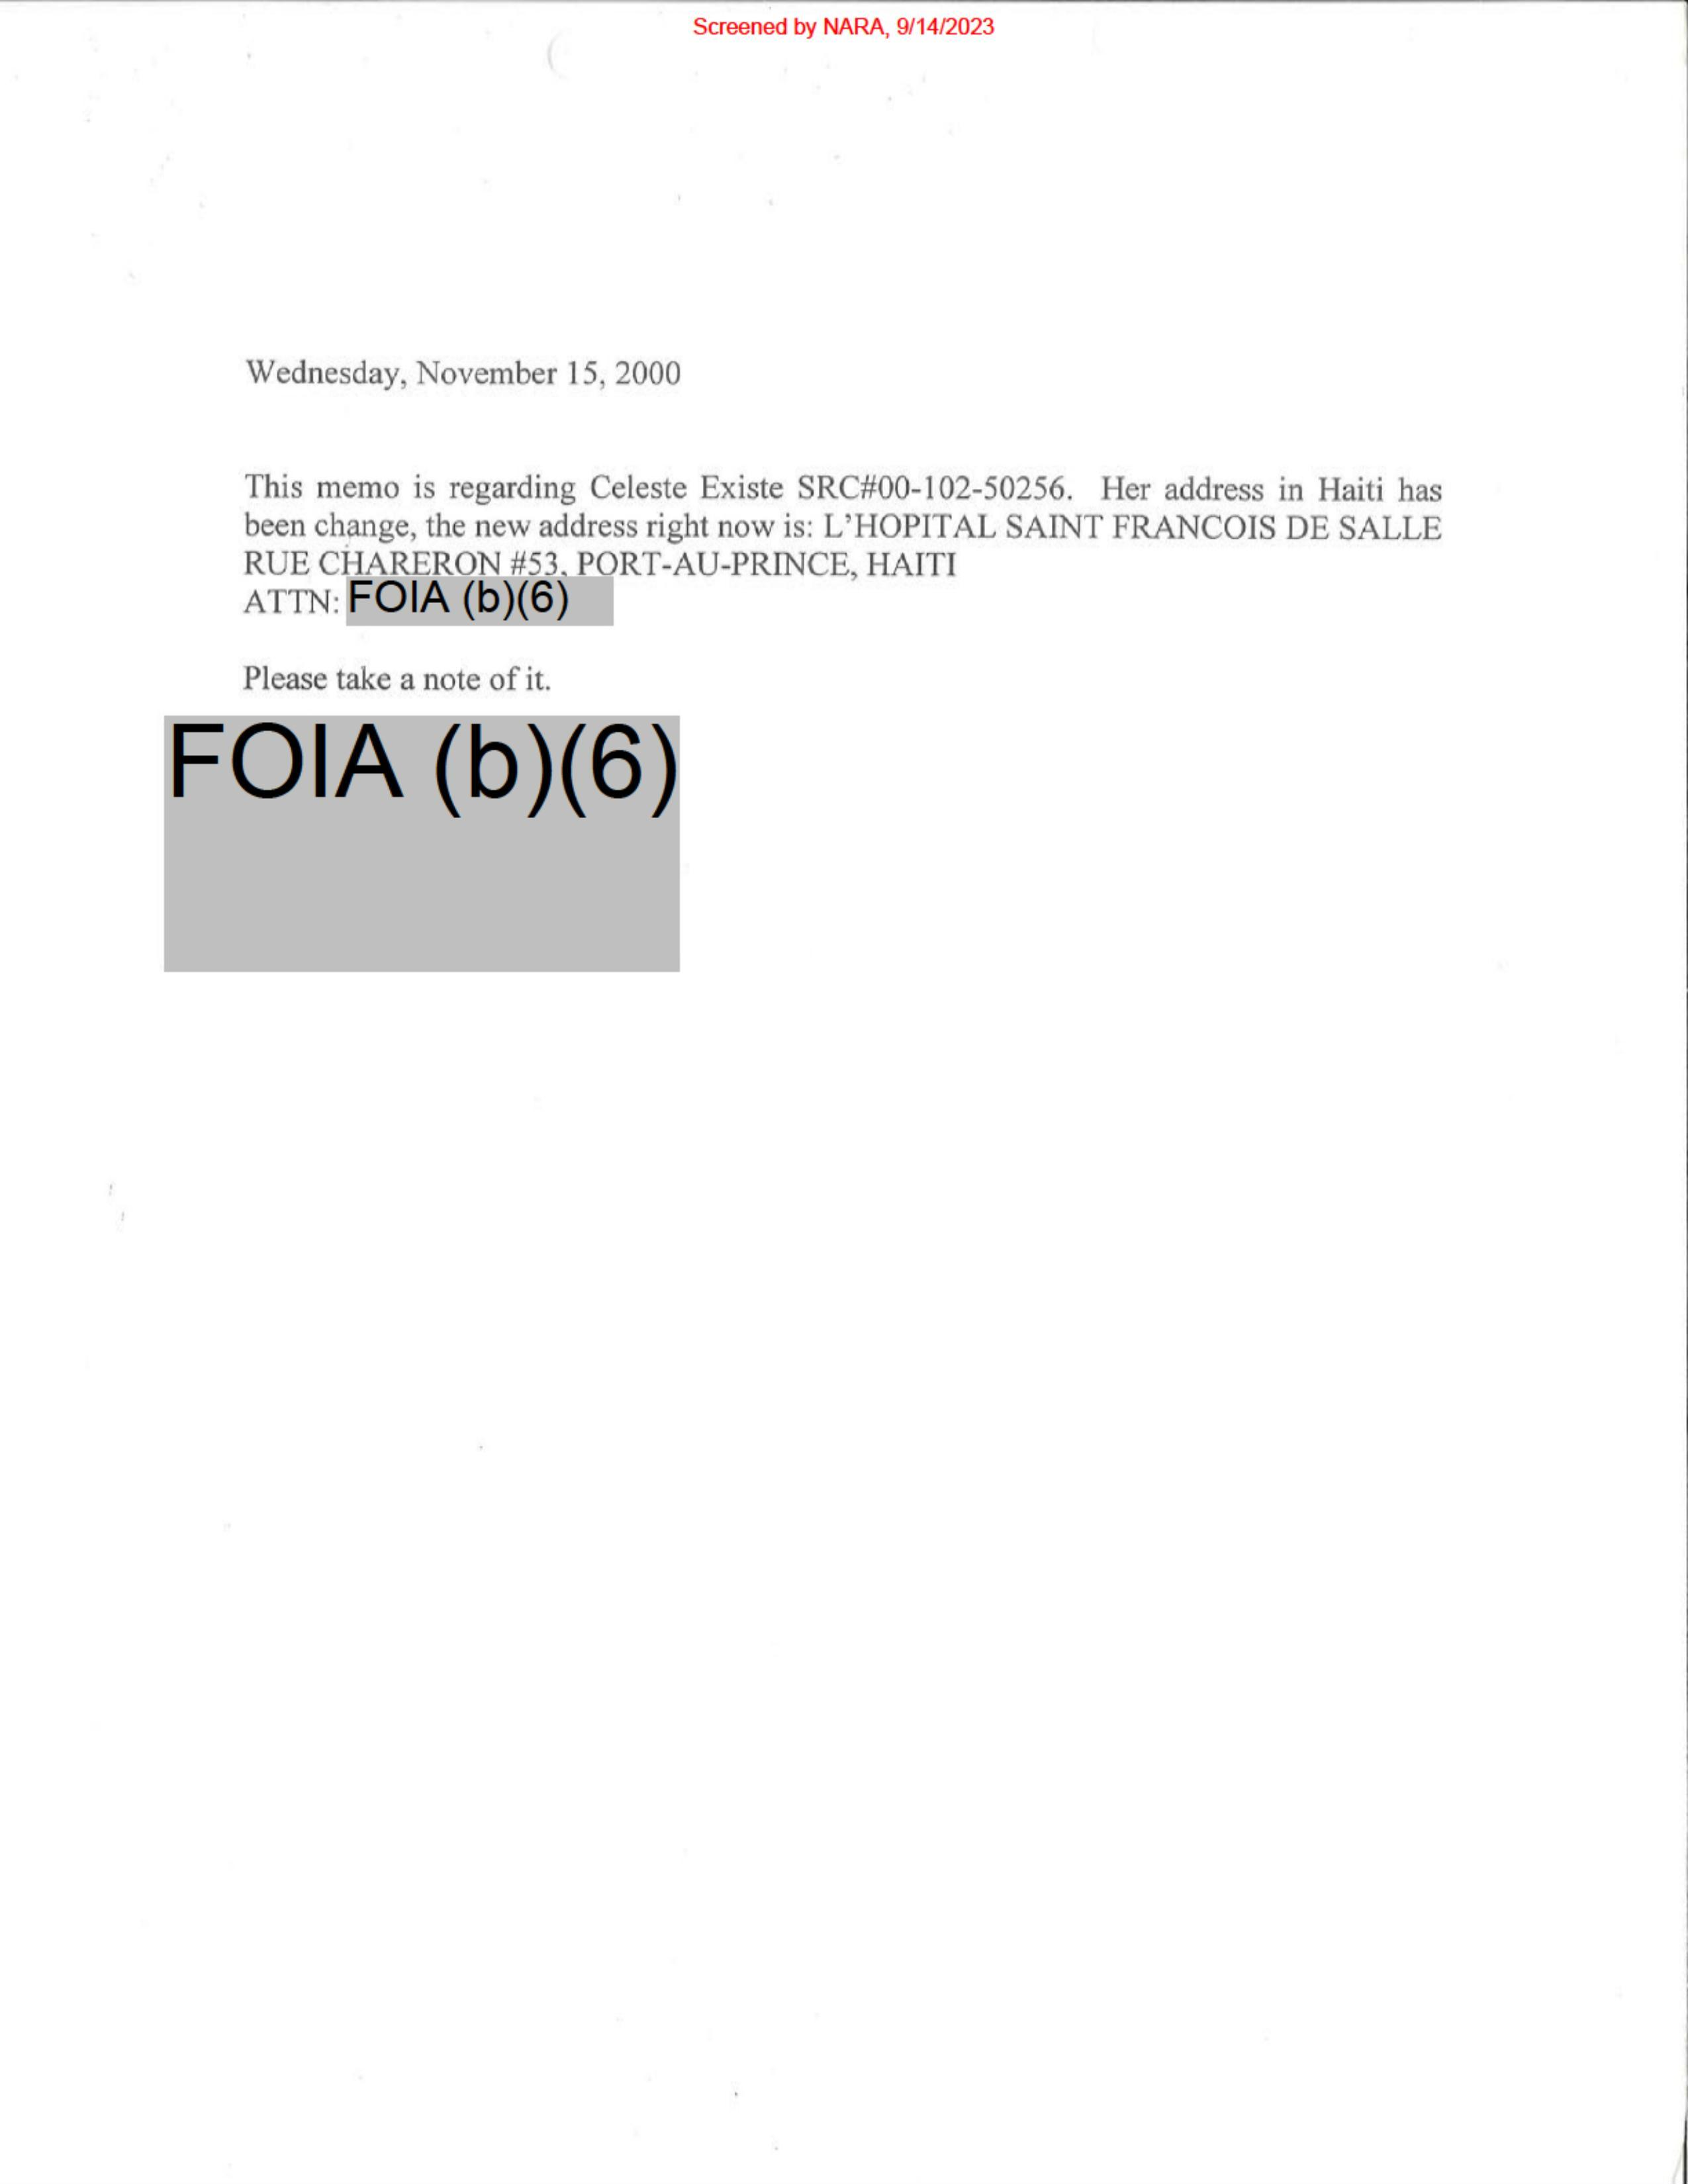 Screened by NARA, 9/14/2023
Wednesday, November 15, 2000
This memo is regarding Celeste Existe SRC#00-102-50256. Her address in Haiti has
been change, the new address right now is: L'HOPITAL SAINT FRANCOIS DE SALLE
RUE CHARERON #53, PORT-AU-PRINCE, HAITI
ATTN: FOIA (b)(6)
Please take a note of it.
FOIA (b)(6)